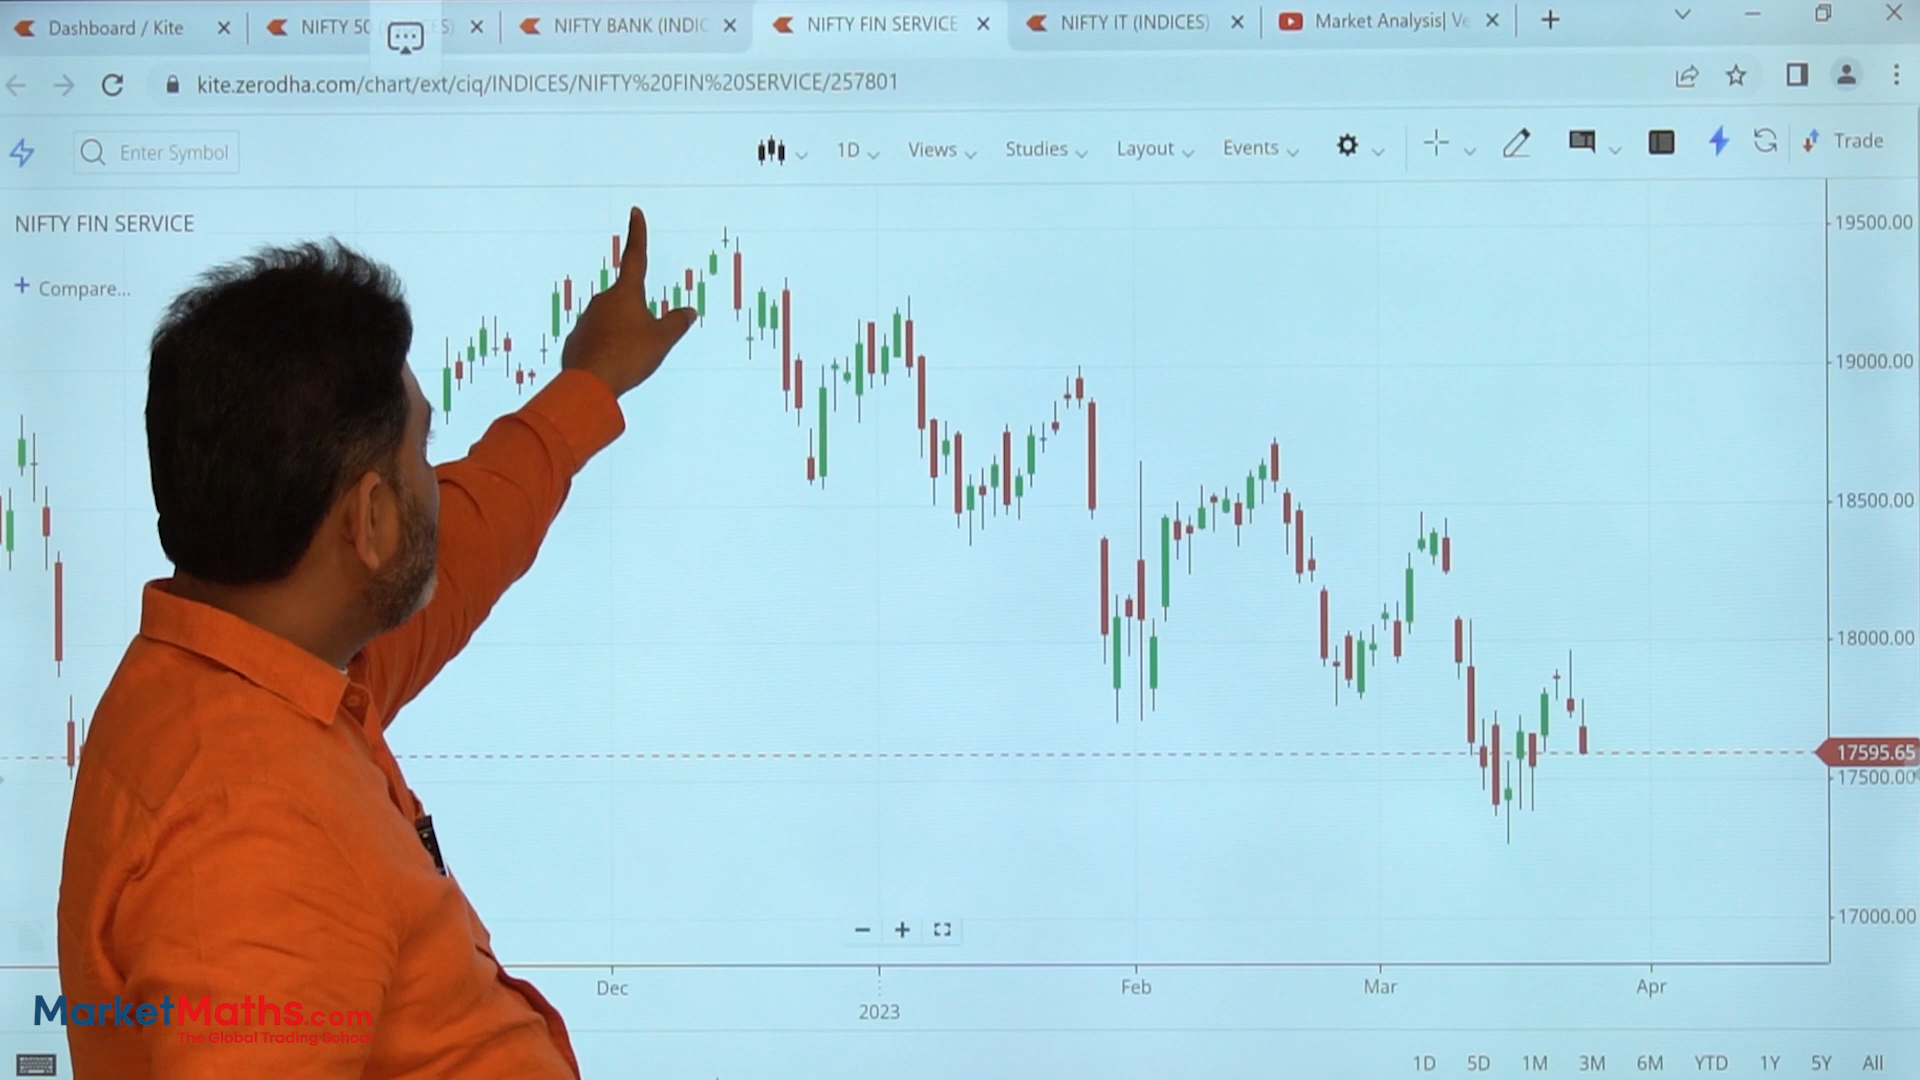 Dashboard / Kite
NIFTY 50
S)
NIFTY BANK (INDIC
NIFTY FIN SERVICE
NIFTY IT (INDICES)
Market Analysis| Ve
kite.zerodha.com/chart/ext/ciq/INDICES/NIFTY%20FIN%20SERVICE/257801
Enter Symbol
1D
Views
Studies
Layout
Events
Trade
NIFTY FIN SERVICE
+ Compare...
19500.00
19000.00
18500.00
18000.00
17595.65
17500.00
17000.00
Dec
2023
Feb
Mar
Apr
MarketMaths.com
The Global Trading School
1D 5D 1M 3M 6M YTD 1Y 5Y All